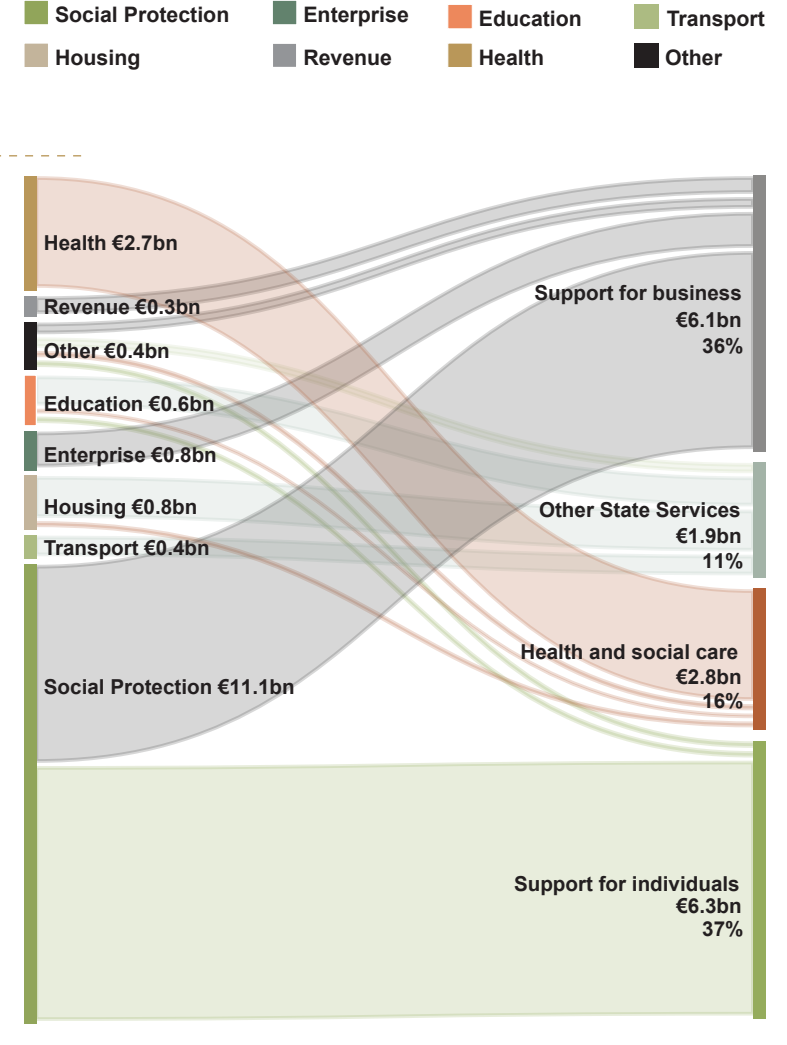 Social Protection
Enterprise
Education
Transport
Housing
Revenue
Health
Other
Health €2.7bn
Revenue €0.3bn
Other €0.4bn
Education €0.6bn
Enterprise €0.8bn
Housing €0.8bn
Transport €0.4bn
Social Protection €11.1bn
Support for business
€6.1bn
36%
Other State Services
€1.9bn
11%
Health and social care
€2.8bn
16%
Support for individuals
€6.3bn
37%